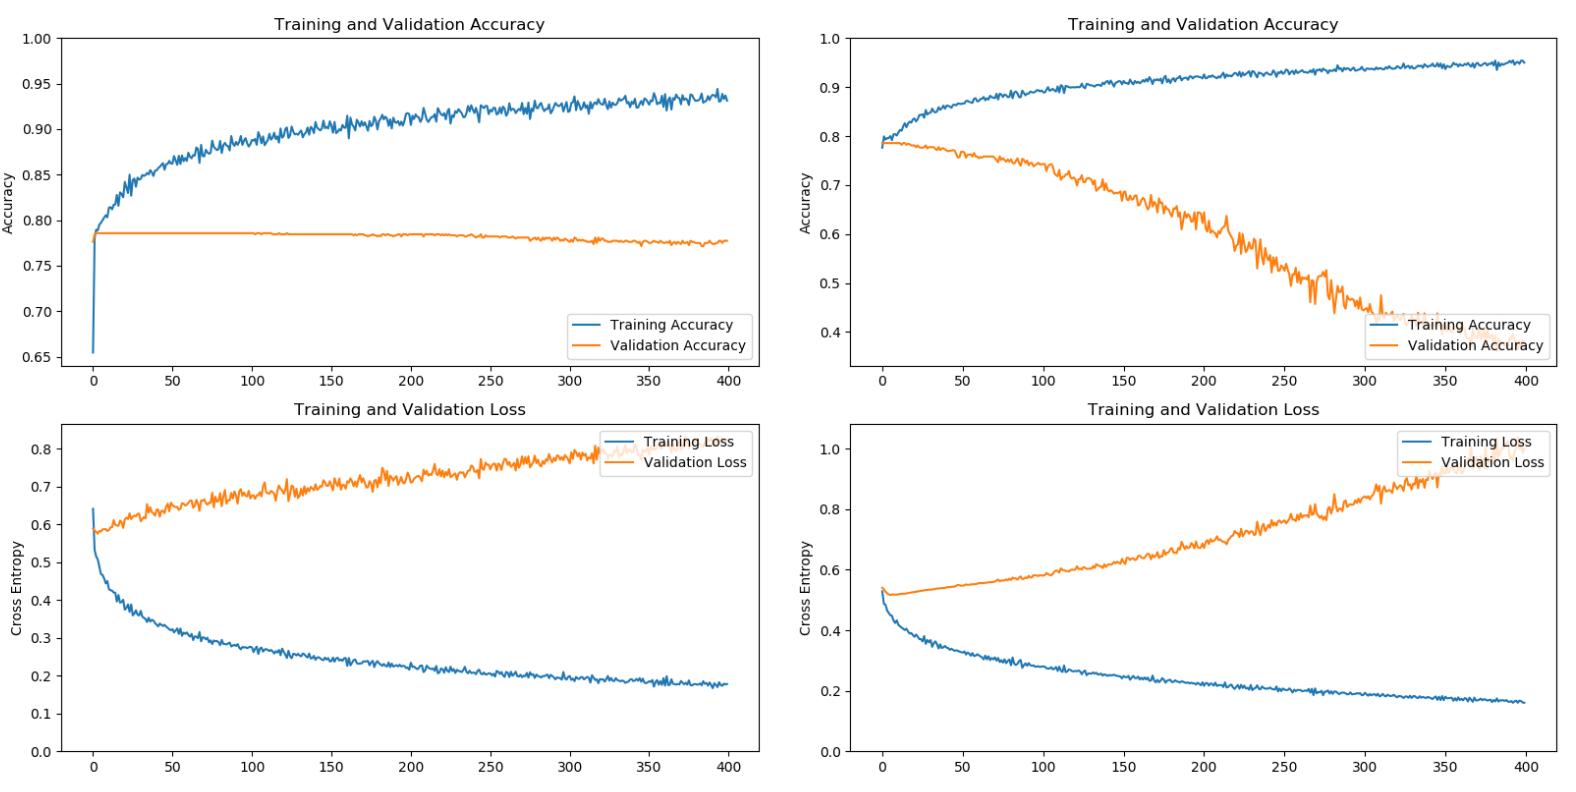 Training and Validation Accuracy
1.00
0.95
0.90
0.85
0.80
0.75
0.70
0.65
Accuracy
Training Accuracy
Validation Accuracy
0 50 100 150 200 250 300 350 400
Training and Validation Accuracy
1.0
0.9
0.8
0.7
0.6
0.5
0.4
Accuracy
Training Accuracy
Validation Accuracy
0 50 100 150 200 250 300 350 400
Training and Validation Loss
0.8
0.7
0.6
0.5
0.4
0.3
0.2
0.1
0.0
Cross Entropy
Training Loss
Validation Loss
0 50 100 150 200 250 300 350 400
Training and Validation Loss
1.0
0.8
0.6
0.4
0.2
0.0
Cross Entropy
Training Loss
Validation Loss
0 50 100 150 200 250 300 350 400